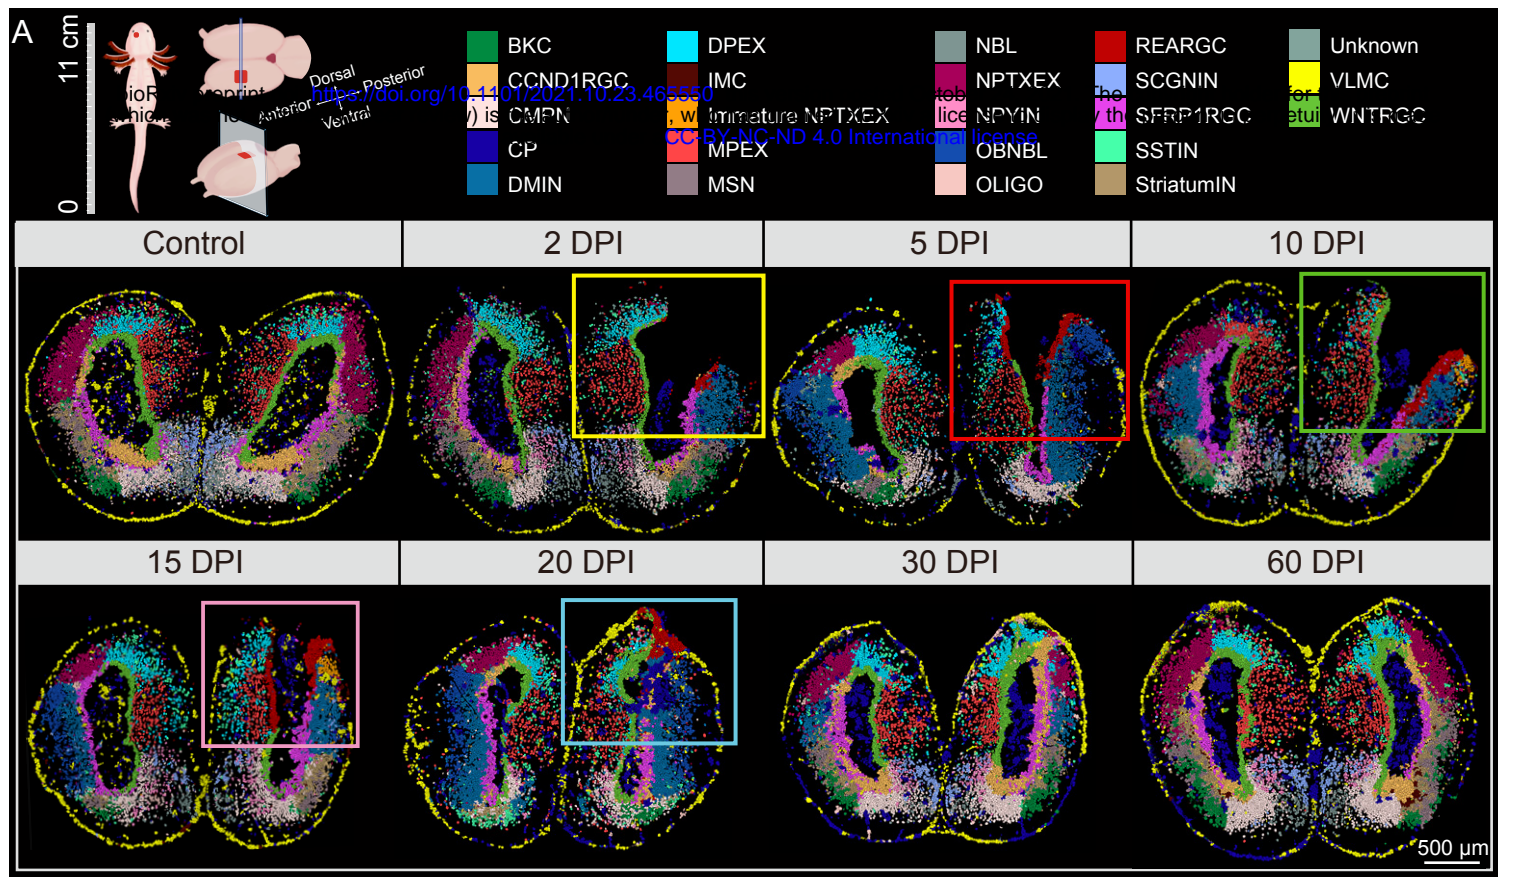 A
11 cm
0
Dorsal
Posterior
Anterior
Ventral
BKC
CCND1RGC
CMPN
CP
DMIN
DPEX
IMC
Immature NPTXEX
MPEX
MSN
NBL
NPTXEX
NPYIN
OBNBL
OLIGO
REARGC
SCGNIN
SFRP1RGC
SSTIN
StriatumIN
Unknown
VLMC
WNTRGC
https://doi.org/10.1101/2021.10.23.465550
CC-BY-NC-ND 4.0 International license
Control
2 DPI
5 DPI
10 DPI
15 DPI
20 DPI
30 DPI
60 DPI
500 µm